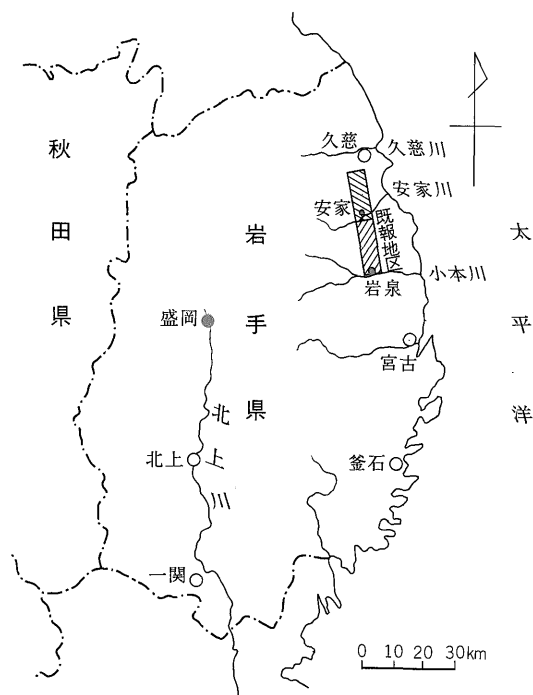 久慈
久慈川
安家川
安家
既報地区
小本川
岩泉
秋田県
岩手県
太平洋
盛岡
宮古
北上川
北上
釜石
一関
0 10 20 30km